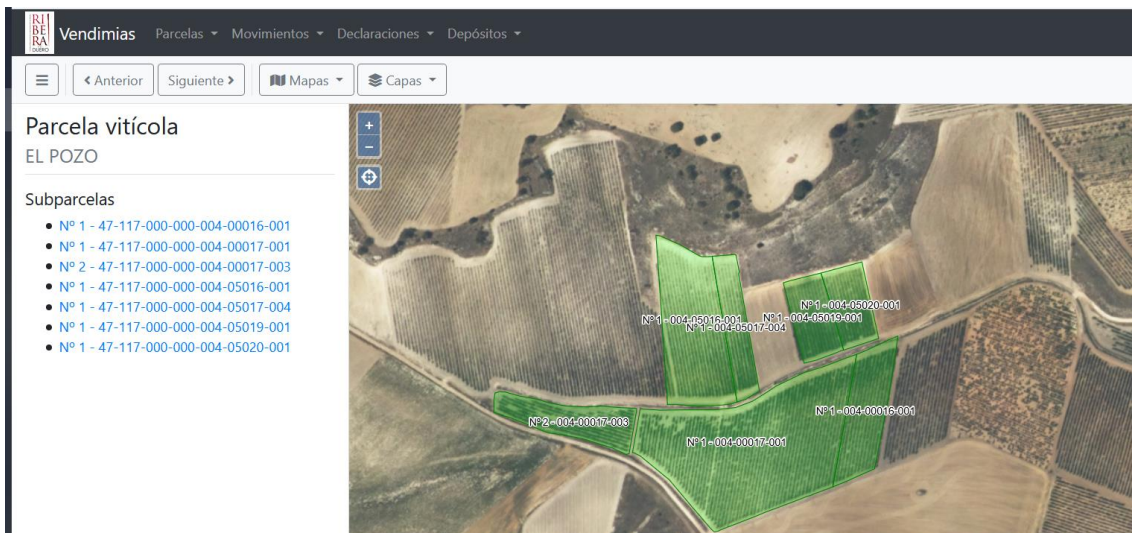 RI
BE
RA
DUERO
Vendimias Parcelas Movimientos Declaraciones Depósitos
Anterior Siguiente Mapas Capas
Parcela vitícola
EL POZO
Subparcelas
Nº 1 - 47-117-000-000-004-00016-001
Nº 1 - 47-117-000-000-004-00017-001
Nº 2 - 47-117-000-000-004-00017-003
Nº 1 - 47-117-000-000-004-05016-001
Nº 1 - 47-117-000-000-004-05017-004
Nº 1 - 47-117-000-000-004-05019-001
Nº 1 - 47-117-000-000-004-05020-001
+
−
Nº 1 - 004-05020-001
Nº 1 - 004-05016-001
Nº 1 - 004-05019-001
Nº 1 - 004-05017-004
Nº 1 - 004-00016-001
Nº 2 - 004-00017-003
Nº 1 - 004-00017-001